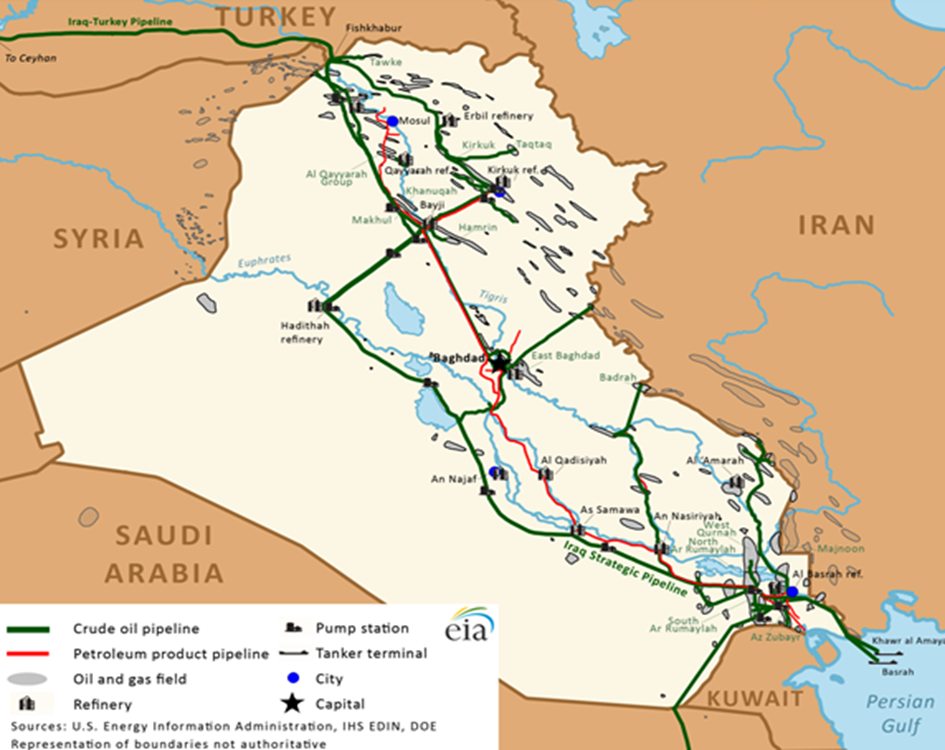 TURKEY
Iraq-Turkey Pipeline
Fishkhabur
To Ceyhan
Tawke
Mosul
Erbil refinery
Kirkuk
Taqtaq
Al Qayyarah
Group
Qayyarah ref.
Kirkuk ref.
Khanuqah
Bayji
Makhul
Hamrin
SYRIA
IRAN
Euphrates
Tigris
Hadithah
refinery
Baghdad
East Baghdad
Badrah
An Najaf
Al Qadisiyah
Al 'Amarah
As Samawa
An Nasiriyah
West
Qurnah
North
Ar Rumaylah
Majnoon
Iraq Strategic Pipeline
SAUDI
ARABIA
Al Basrah ref.
South
Ar Rumaylah
Az Zubayr
Khawr al Amaya
Basrah
KUWAIT
Persian
Gulf
eia
Crude oil pipeline
Pump station
Petroleum product pipeline
Tanker terminal
Oil and gas field
City
Refinery
Capital
Sources: U.S. Energy Information Administration, IHS EDIN, DOE
Representation of boundaries not authoritative